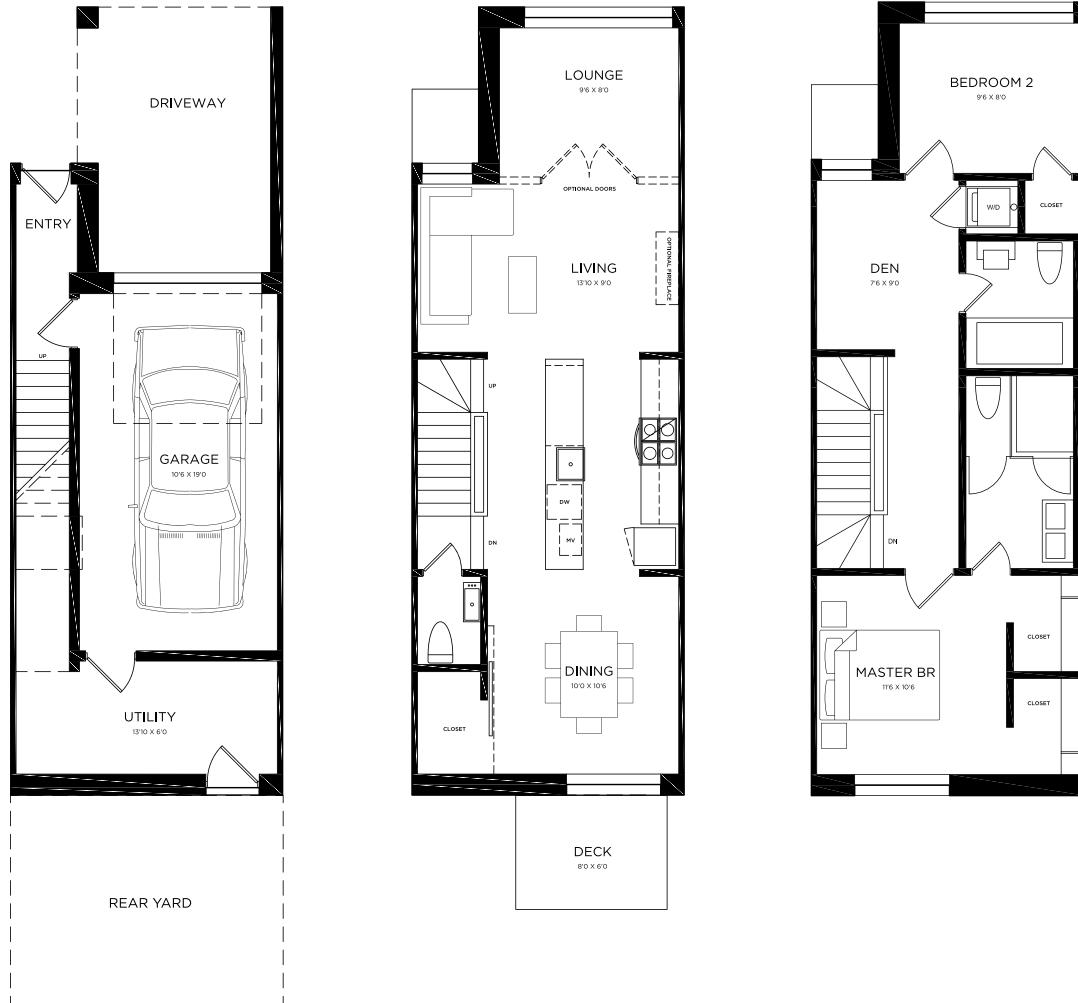 DRIVEWAY
ENTRY
UP
GARAGE
10'6 X 19'0
UTILITY
13'10 X 6'0
REAR YARD
LOUNGE
9'6 X 8'0
OPTIONAL DOORS
LIVING
13'10 X 9'0
OPTIONAL FIREPLACE
UP
DW
MV
DN
DINING
10'0 X 10'6
CLOSET
DECK
8'0 X 6'0
BEDROOM 2
9'6 X 8'0
W/D
CLOSET
DEN
7'6 X 9'0
DN
CLOSET
MASTER BR
11'6 X 10'6
CLOSET